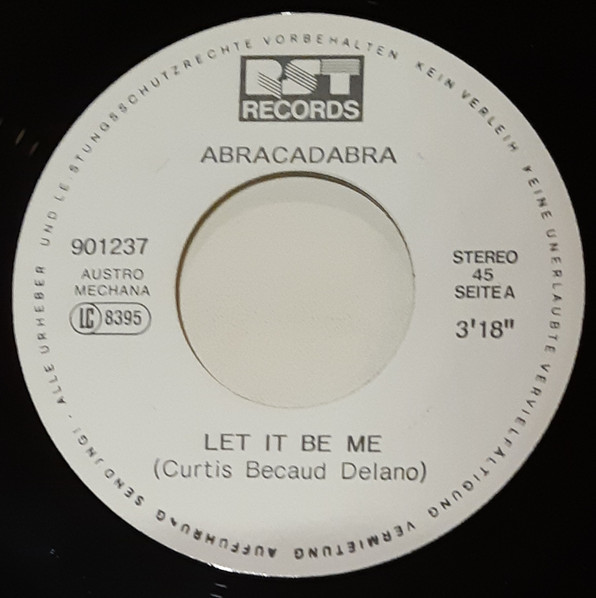 RST
RECORDS
ABRACADABRA
901237
AUSTRO
MECHANA
LC 8395
STEREO
45
SEITE A
3'18"
LET IT BE ME
(Curtis Becaud Delano)
· ALLE URHEBER UND LEISTUNGSSCHUTZRECHTE VORBEHALTEN KEIN VERLEIH KEINE UNERLAUBTE VERVIELFÄLTIGUNG VERMIETUNG AUFFÜHRUNG SENDUNG!